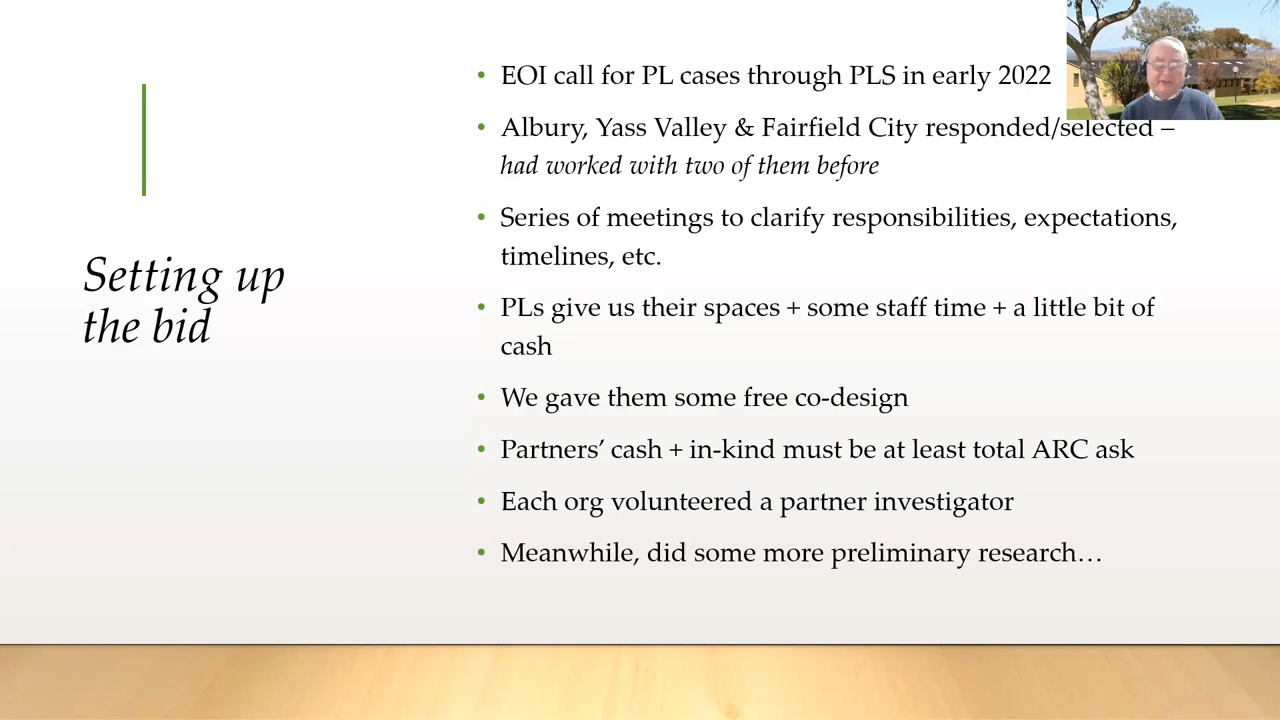 Setting up
the bid
• EOI call for PL cases through PLS in early 2022
• Albury, Yass Valley & Fairfield City responded/selected –
had worked with two of them before
• Series of meetings to clarify responsibilities, expectations,
timelines, etc.
• PLs give us their spaces + some staff time + a little bit of
cash
• We gave them some free co-design
• Partners’ cash + in-kind must be at least total ARC ask
• Each org volunteered a partner investigator
• Meanwhile, did some more preliminary research…